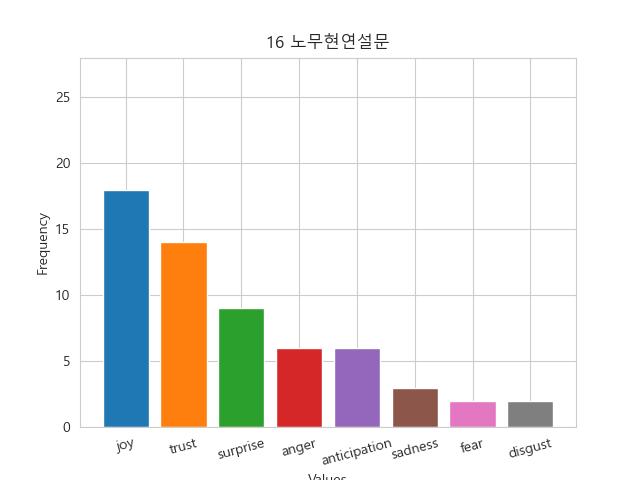 16 노무현연설문
Frequency
25
20
15
10
5
0
joy trust surprise anger anticipation sadness fear disgust
Values